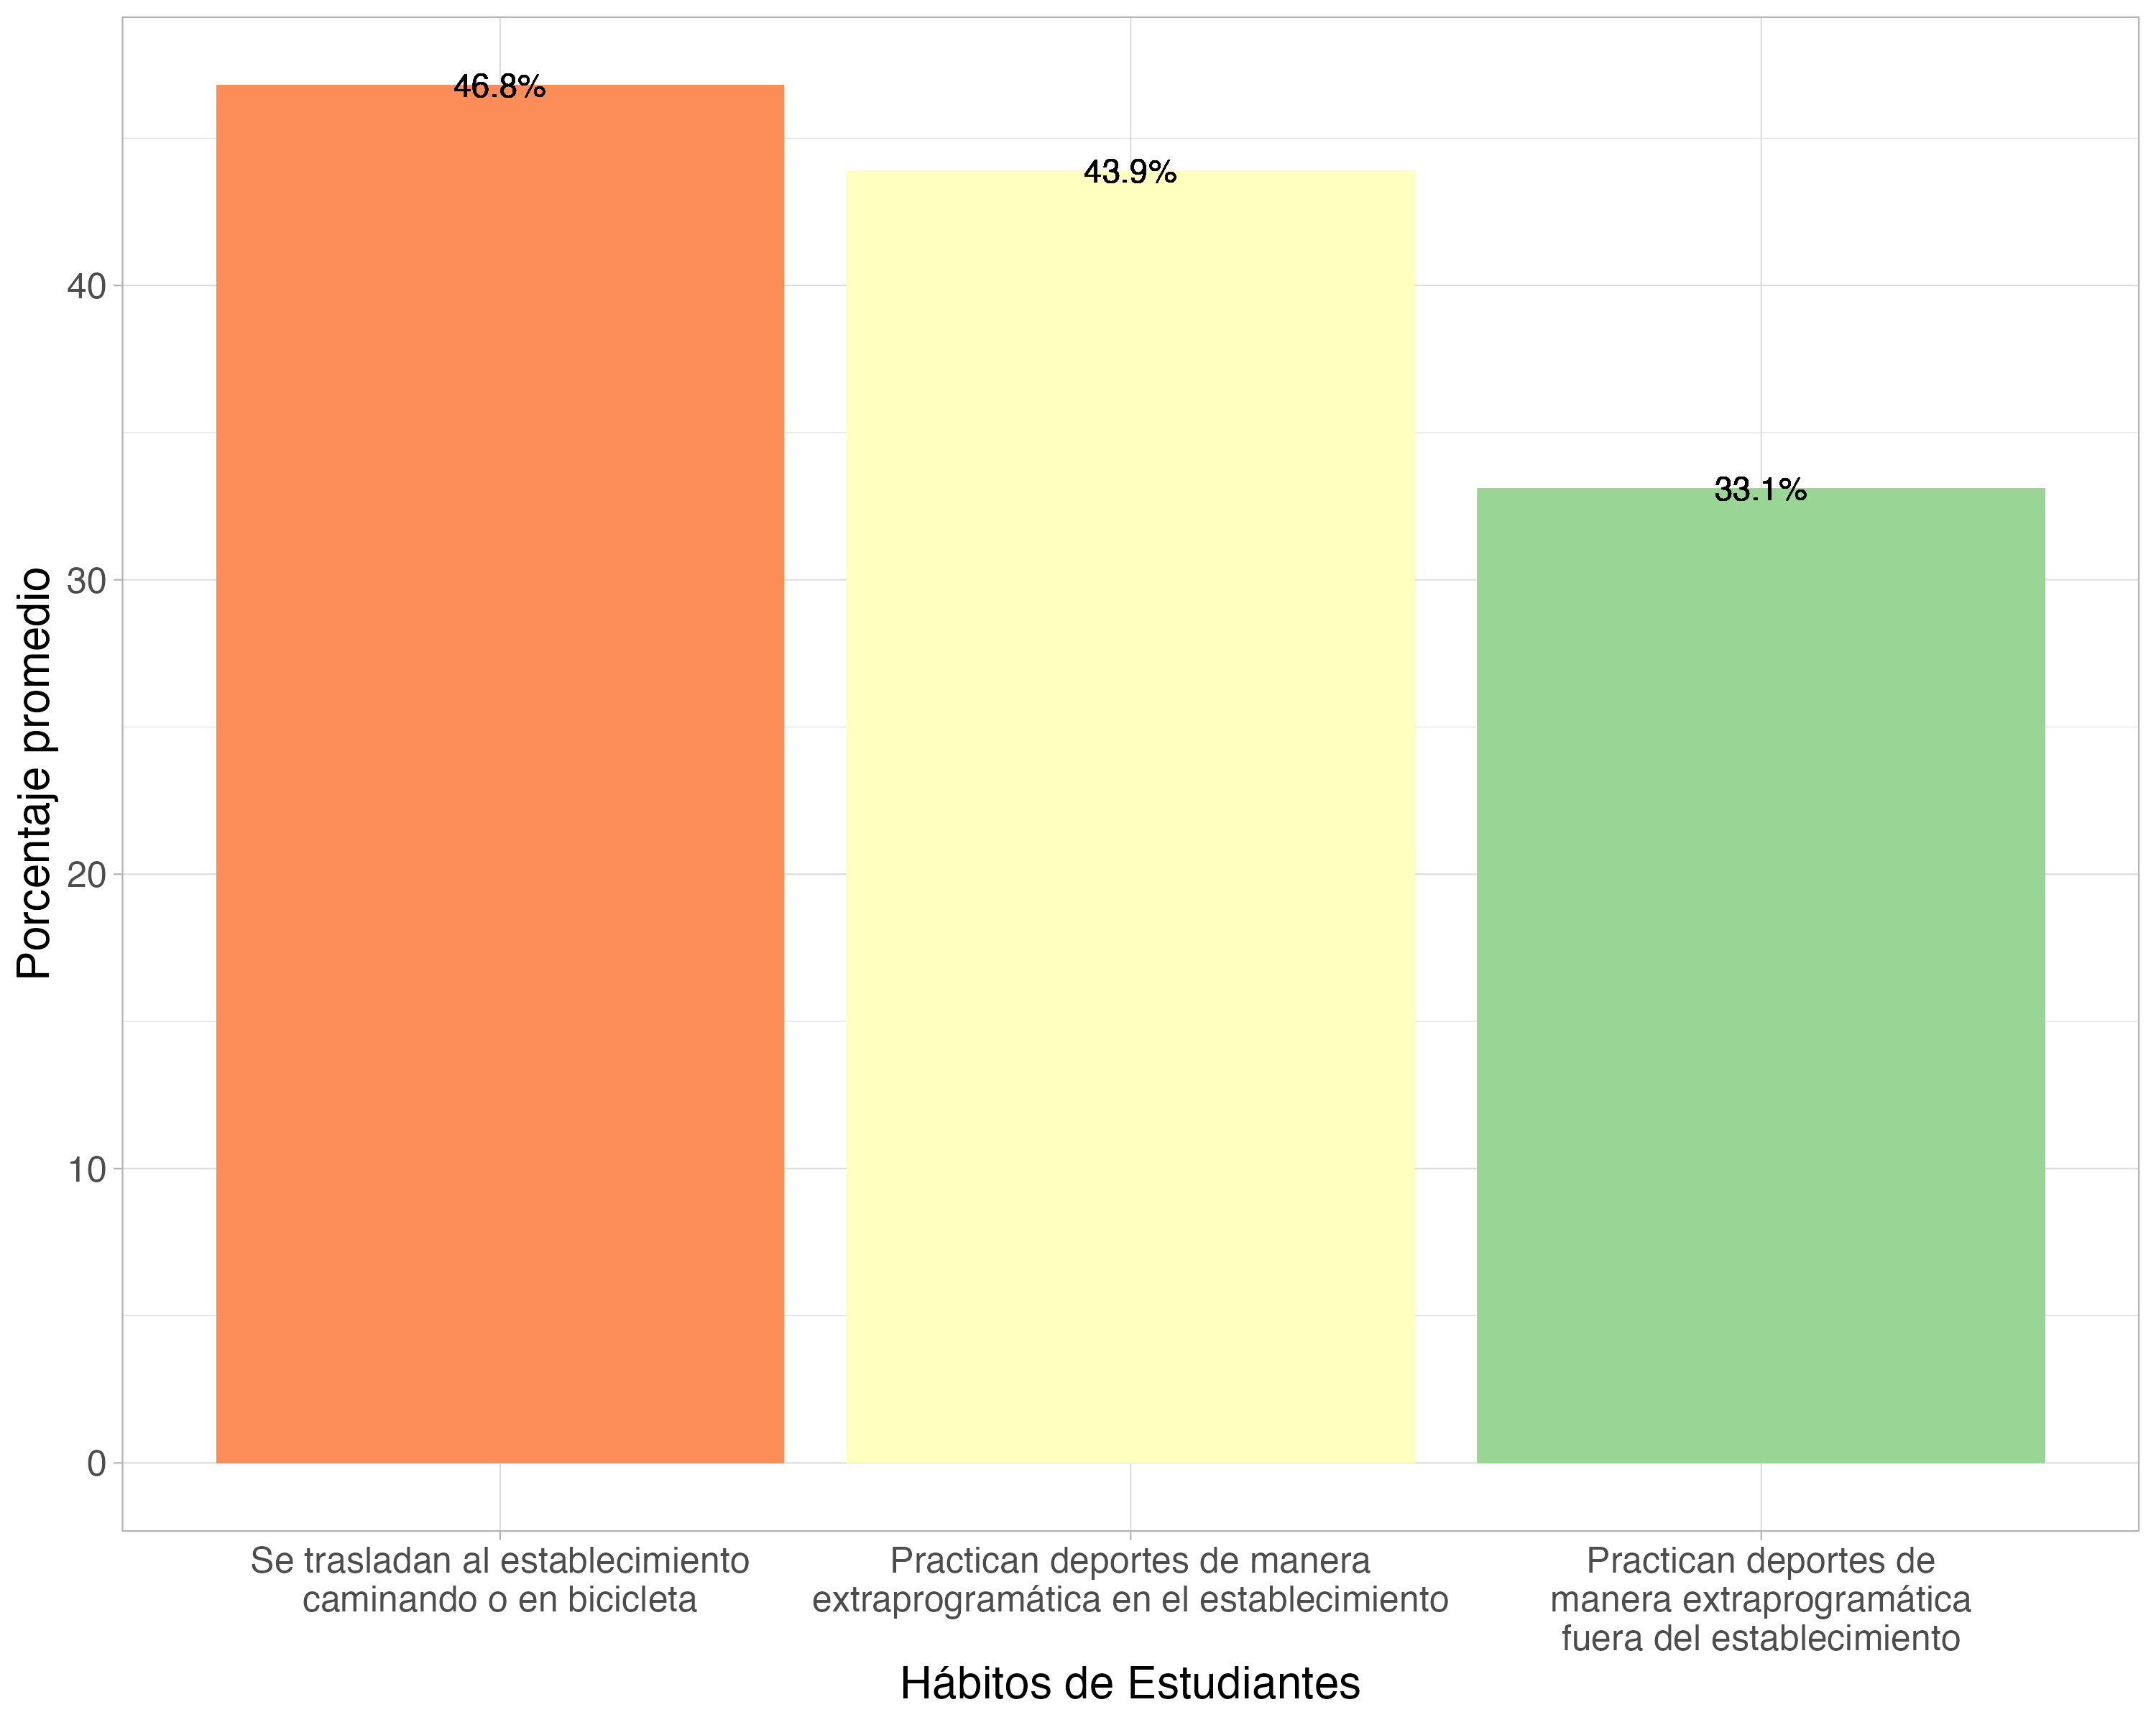 46.8%
43.9%
33.1%
40
30
20
10
0
Porcentaje promedio
Se trasladan al establecimiento
caminando o en bicicleta
Practican deportes de manera
extraprogramática en el establecimiento
Practican deportes de
manera extraprogramática
fuera del establecimiento
Hábitos de Estudiantes